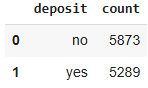 deposit count
0 no 5873
1 yes 5289